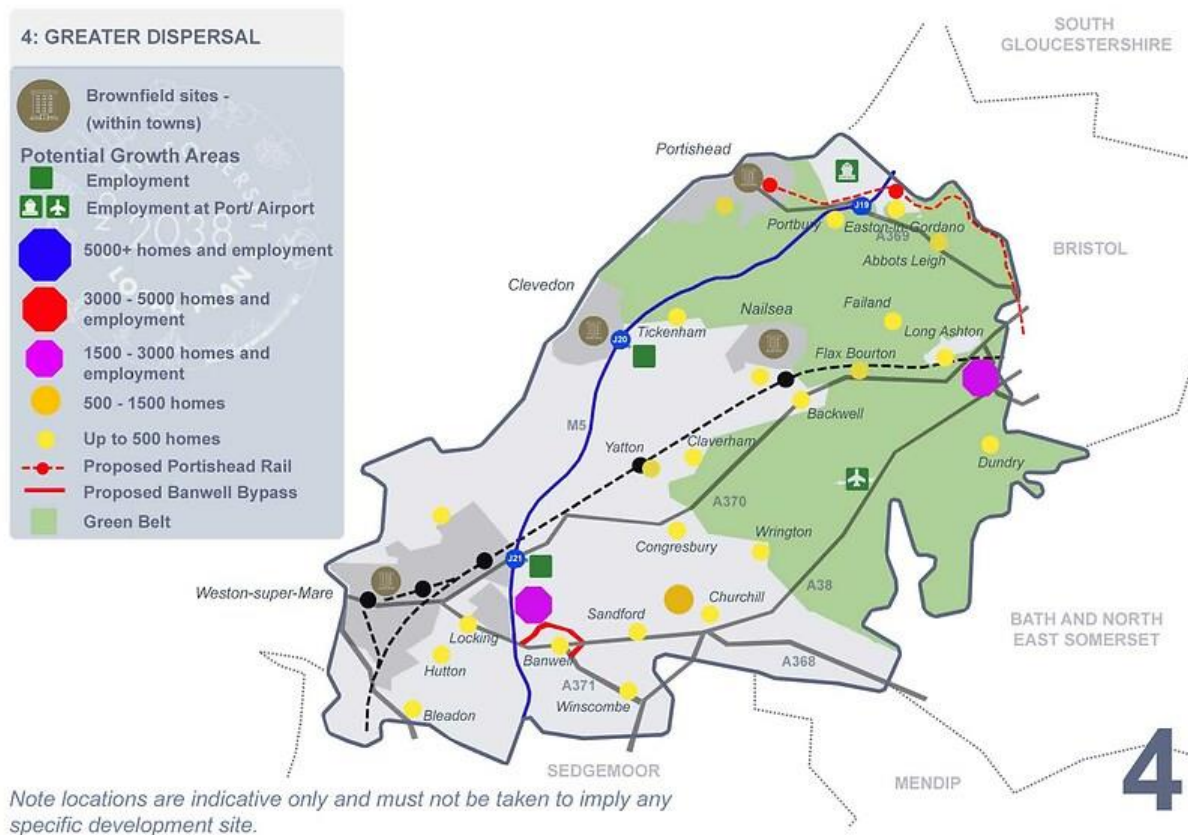 4: GREATER DISPERSAL
Brownfield sites -
(within towns)
Potential Growth Areas
Employment
Employment at Port/ Airport
5000+ homes and employment
3000 - 5000 homes and
employment
1500 - 3000 homes and
employment
500 - 1500 homes
Up to 500 homes
Proposed Portishead Rail
Proposed Banwell Bypass
Green Belt
2038
LOCAL PLAN
SOUTH
GLOUCESTERSHIRE
Portishead
J19
Portbury
Easton-in-Gordano
A369
Abbots Leigh
BRISTOL
Clevedon
Nailsea
Failand
J20
Tickenham
Long Ashton
Flax Bourton
Backwell
M5
Yatton
Claverham
Dundry
A370
Congresbury
Wrington
J21
A38
Weston-super-Mare
Sandford
Churchill
Locking
BATH AND NORTH
EAST SOMERSET
Hutton
Banwell
A368
A371
Winscombe
Bleadon
SEDGEMOOR
MENDIP
4
Note locations are indicative only and must not be taken to imply any
specific development site.